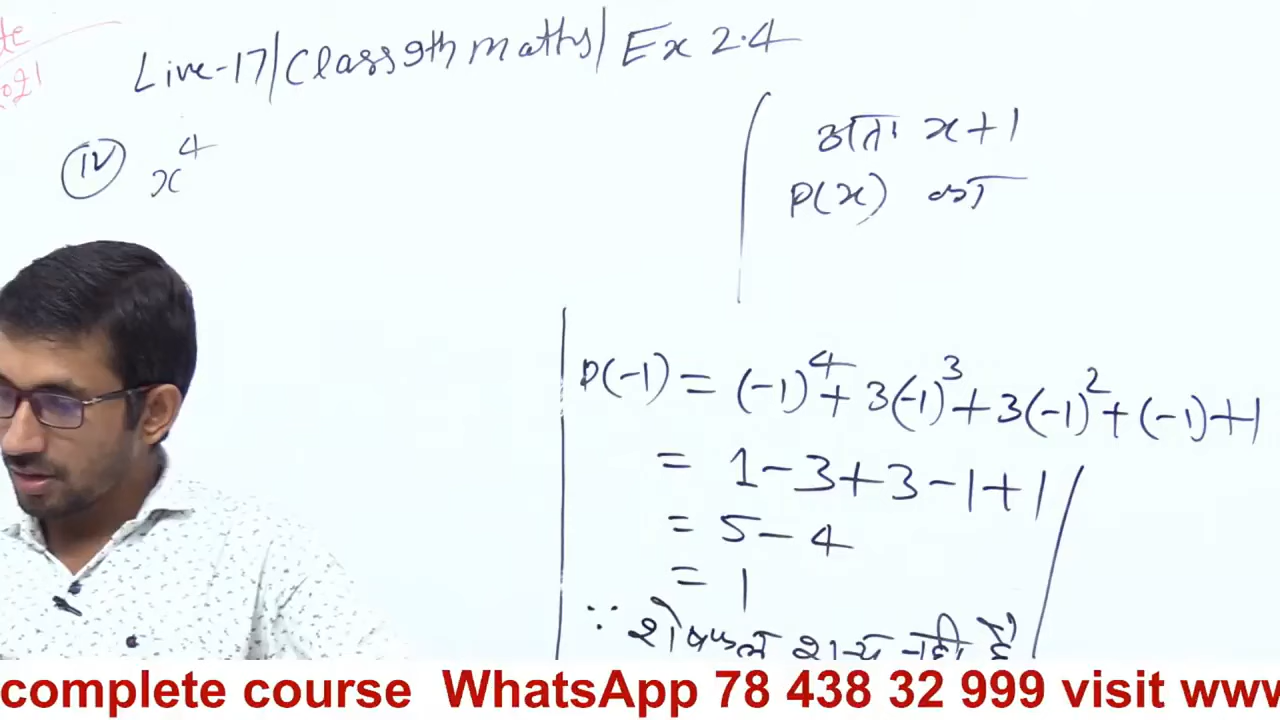 te
2021
Live-17/Class 9th maths/ Ex 2.4
(IV) x⁴
अतः x+1
P(x) का
P(-1) = (-1)⁴ + 3(-1)³ + 3(-1)² + (-1) + 1
= 1 - 3 + 3 - 1 + 1
= 5 - 4
= 1
∵ शेषफल शून्य नहीं है
complete course WhatsApp 78 438 32 999 visit www